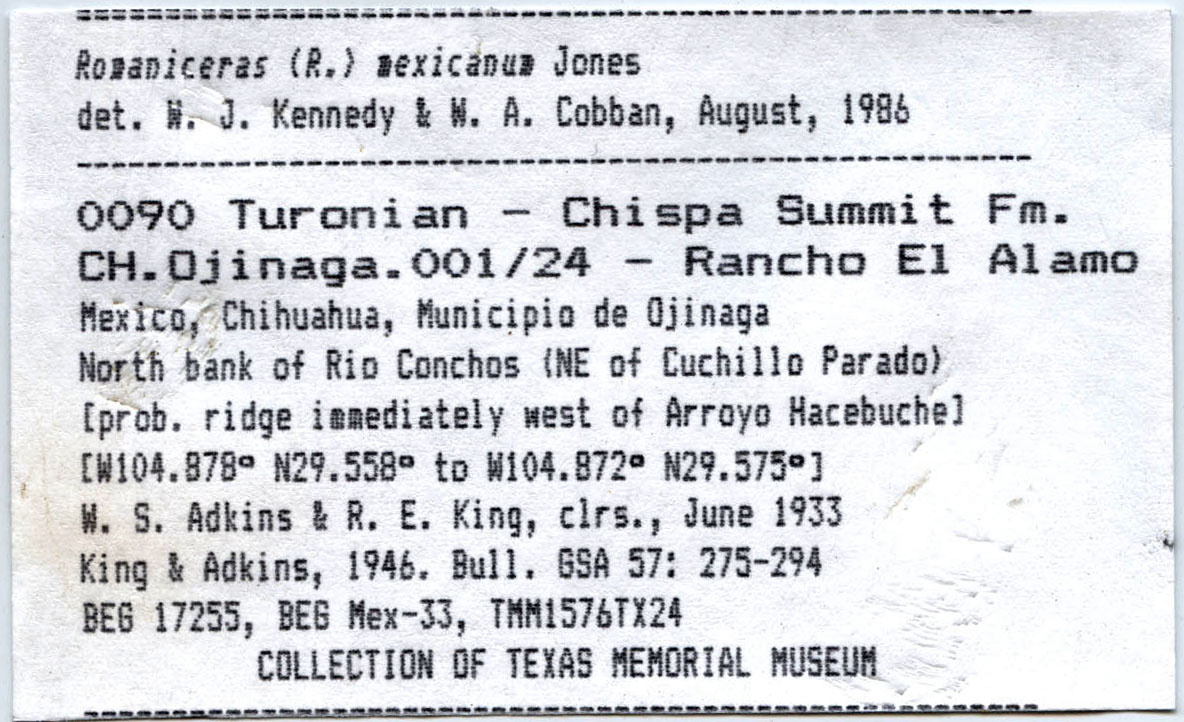 Romaniceras (R.) mexicanum Jones
det. W. J. Kennedy & W. A. Cobban, August, 1986
0090 Turonian - Chispa Summit Fm.
CH.Ojinaga.001/24 - Rancho El Alamo
Mexico, Chihuahua, Municipio de Ojinaga
North bank of Rio Conchos (NE of Cuchillo Parado)
[prob. ridge immediately west of Arroyo Hacebuche]
[W104.878° N29.558° to W104.872° N29.575°]
W. S. Adkins & R. E. King, clrs., June 1933
King & Adkins, 1946. Bull. GSA 57: 275-294
BEG 17255, BEG Mex-33, TMM1576TX24
COLLECTION OF TEXAS MEMORIAL MUSEUM